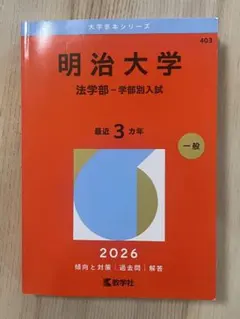 大学赤本シリーズ
403
明治大学
法学部-学部別入試
最近3カ年
一般
2026
傾向と対策｜過去問｜解答
教学社